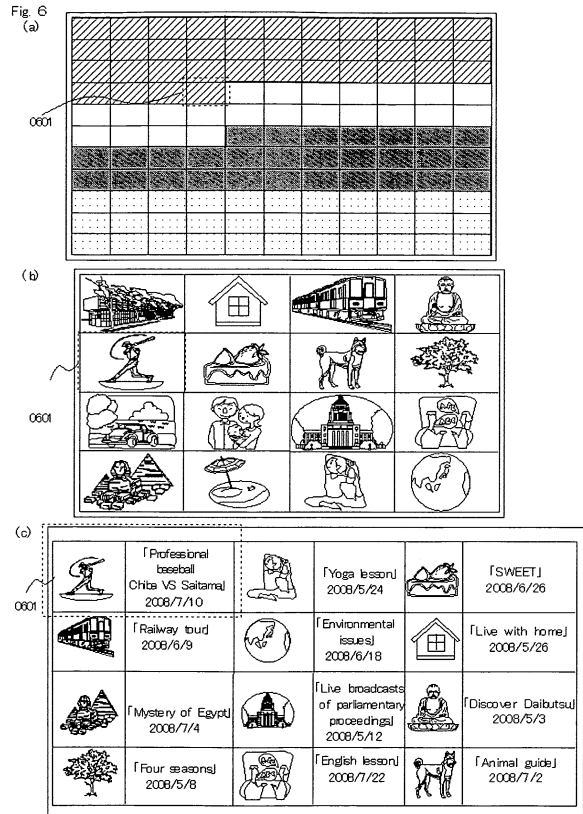 Fig. 6
(a)
0601
(b)
0601
(c)
0601
「Professional
baseball
Chiba VS Saitama」
2008/7/10
「Yoga lesson」
2008/5/24
「SWEET」
2008/6/26
「Railway tour」
2008/6/9
「Environmental
issues」
2008/6/18
「Live with home」
2008/5/26
「Mystery of Egypt」
2008/7/4
「Live broadcasts
of parliamentary
proceedings」
2008/5/12
「Discover Daibutsu」
2008/5/3
「Four seasons」
2008/5/8
「English lesson」
2008/7/22
「Animal guide」
2008/7/2